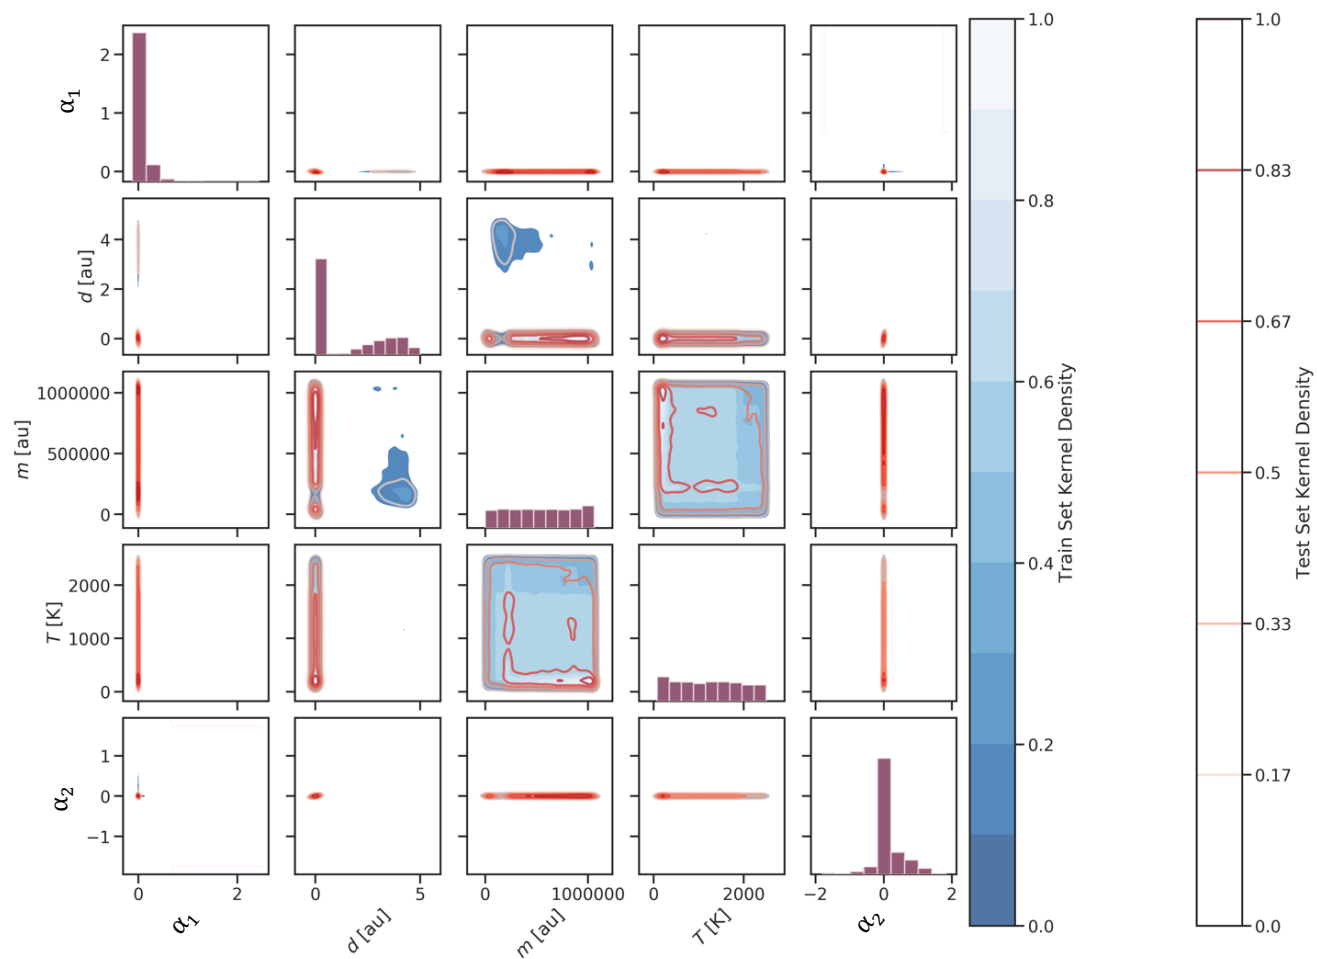 α1
2
1
0
d [au]
4
2
0
m [au]
1000000
500000
0
T [K]
2000
1000
0
α2
1
0
−1
0 2
0 5
0 1000000
0 2000
−2 0 2
α1
d [au]
m [au]
T [K]
α2
1.0
0.8
0.6
0.4
0.2
0.0
Train Set Kernel Density
1.0
0.83
0.67
0.5
0.33
0.17
0.0
Test Set Kernel Density